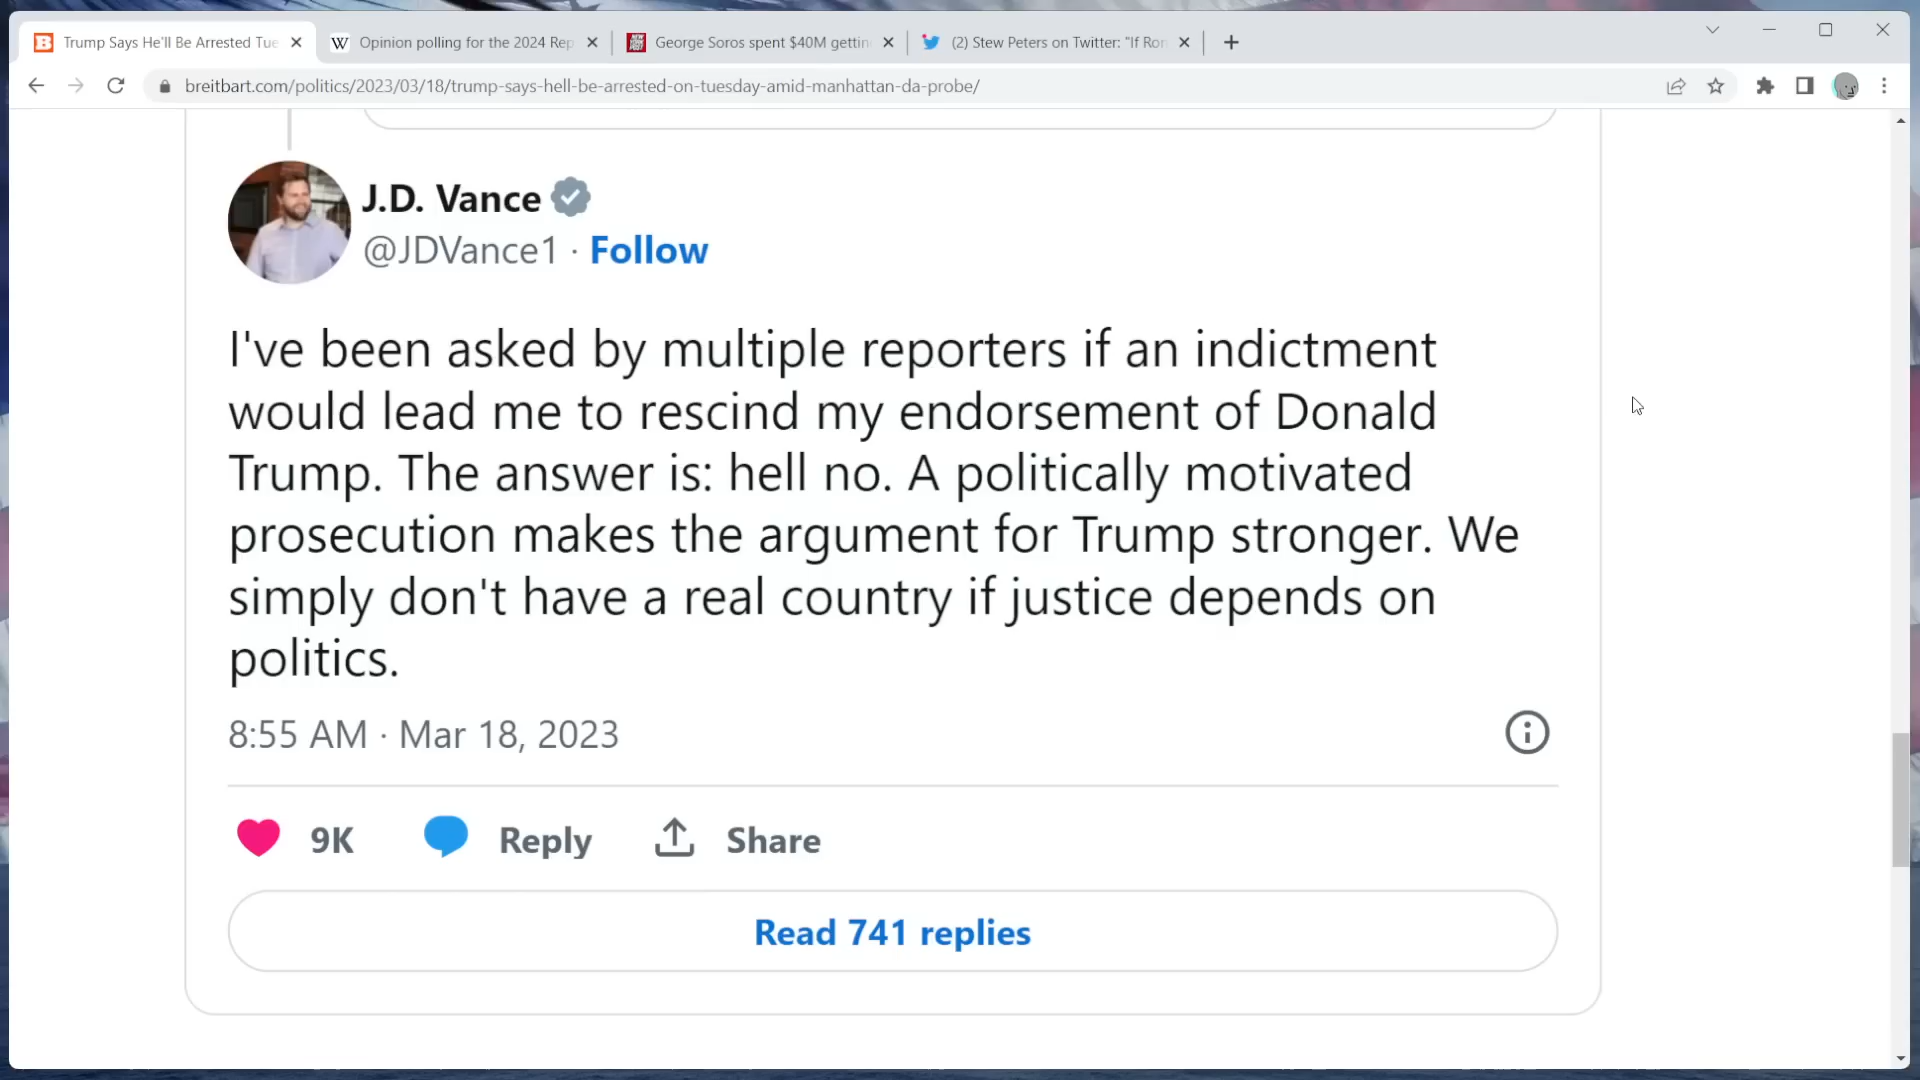 Trump Says He'll Be Arrested Tue
Opinion polling for the 2024 Rep
George Soros spent $40M gettin
(2) Stew Peters on Twitter: "If Ron
breitbart.com/politics/2023/03/18/trump-says-hell-be-arrested-on-tuesday-amid-manhattan-da-probe/
J.D. Vance
@JDVance1 · Follow
I've been asked by multiple reporters if an indictment
would lead me to rescind my endorsement of Donald
Trump. The answer is: hell no. A politically motivated
prosecution makes the argument for Trump stronger. We
simply don't have a real country if justice depends on
politics.
8:55 AM · Mar 18, 2023
9K Reply Share
Read 741 replies